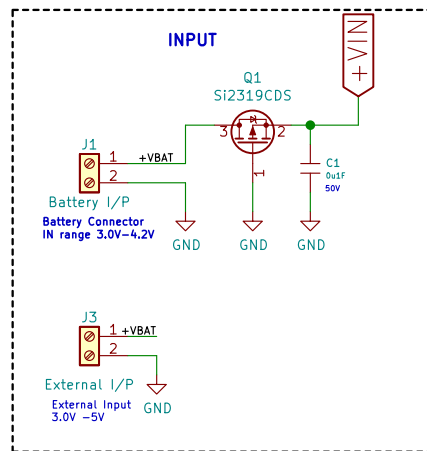 INPUT
+VIN
Q1
Si2319CDS
3
2
1
J1
1
+VBAT
2
Battery I/P
Battery Connector
IN range 3.0V-4.2V
C1
0u1F
50V
GND
GND
GND
J3
1
+VBAT
2
External I/P
External Input
3.0V -5V
GND